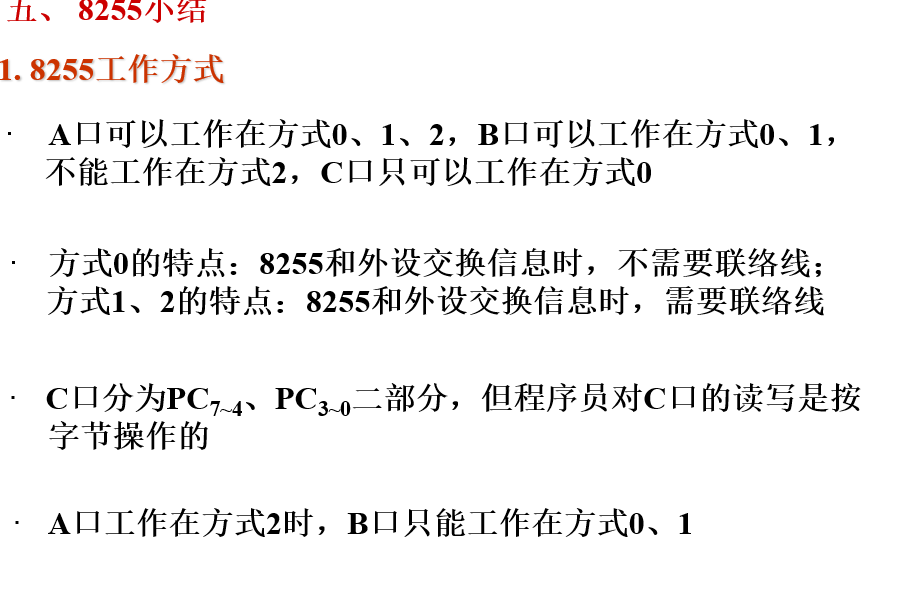 五、 8255小结
1. 8255工作方式
· A口可以工作在方式0、1、2，B口可以工作在方式0、1，
不能工作在方式2，C口只可以工作在方式0
· 方式0的特点：8255和外设交换信息时，不需要联络线；
方式1、2的特点：8255和外设交换信息时，需要联络线
· C口分为PC7~4、PC3~0二部分，但程序员对C口的读写是按
字节操作的
· A口工作在方式2时，B口只能工作在方式0、1